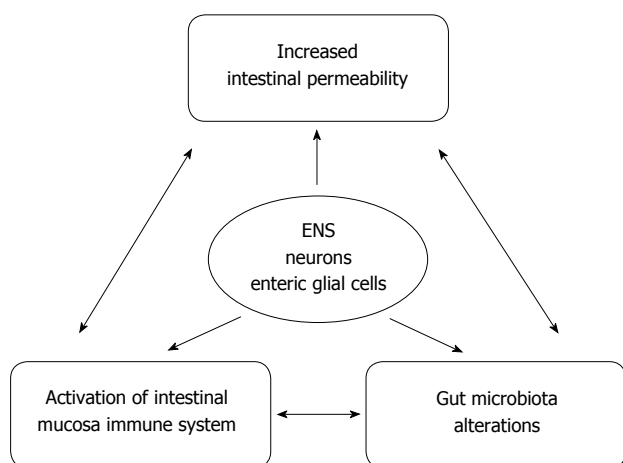 Increased
intestinal permeability
ENS
neurons
enteric glial cells
Activation of intestinal
mucosa immune system
Gut microbiota
alterations